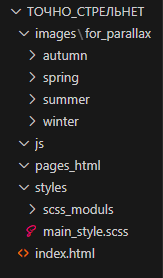 ТОЧНО_СТРЕЛЬНЕТ
images\for_parallax
autumn
spring
summer
winter
js
pages_html
styles
scss_moduls
main_style.scss
index.html